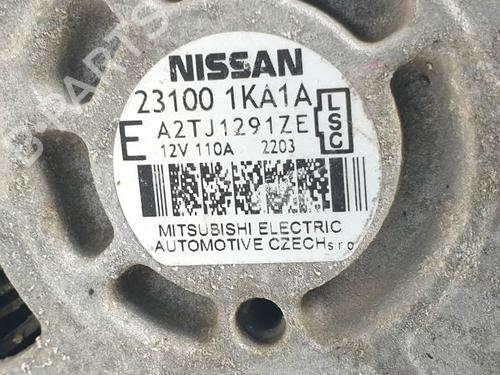 NISSAN
23100 1KA1A
E A2TJ1291ZE
LSC
12V 110A 2203
MITSUBISHI ELECTRIC
AUTOMOTIVE CZECH s.r.o